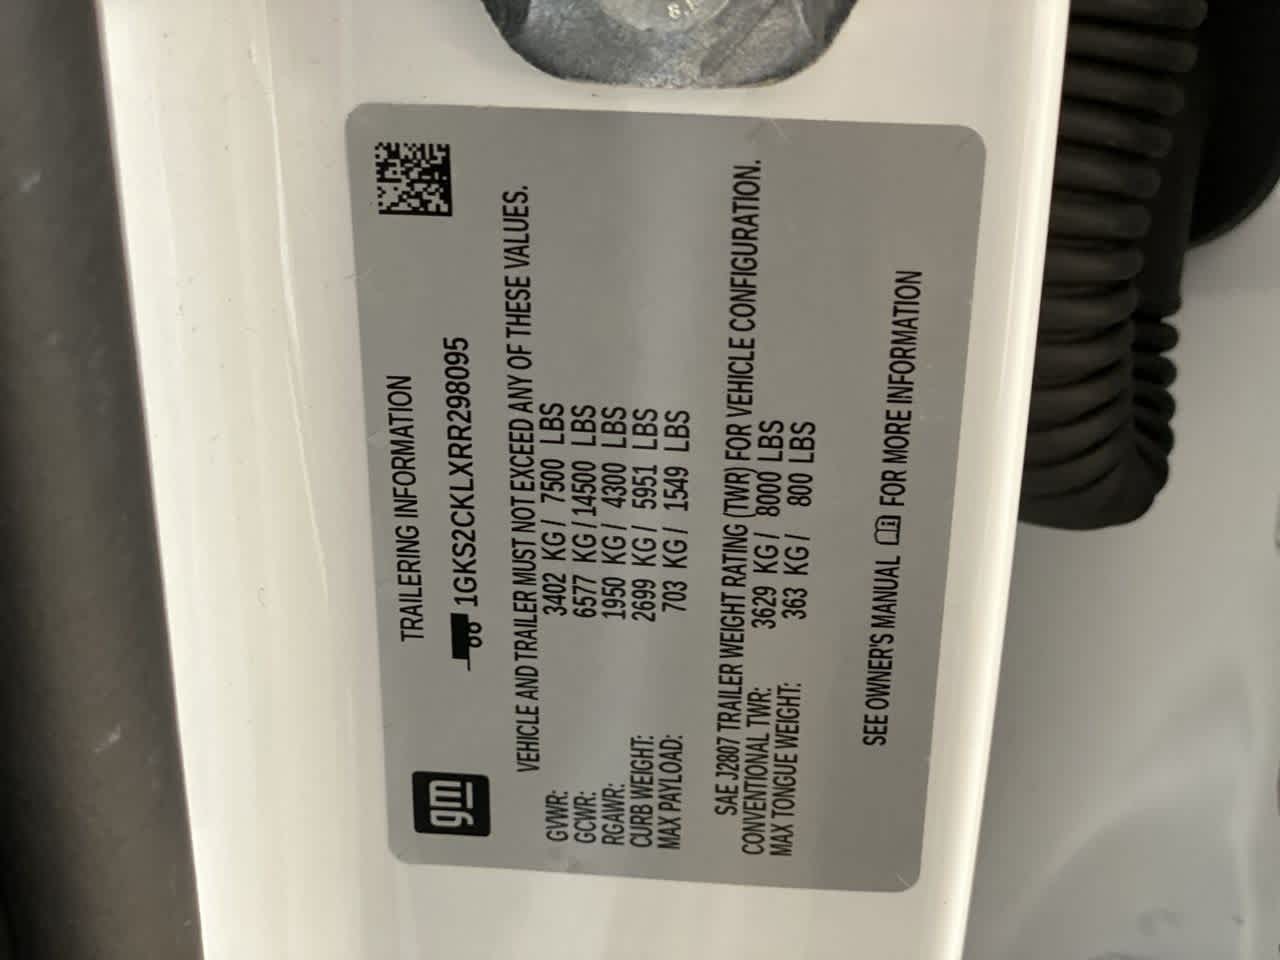 gm
TRAILERING INFORMATION
1GKS2CKLXRR298095
VEHICLE AND TRAILER MUST NOT EXCEED ANY OF THESE VALUES.
GVWR: 3402 KG / 7500 LBS
GCWR: 6577 KG / 14500 LBS
RGAWR: 1950 KG / 4300 LBS
CURB WEIGHT: 2699 KG / 5951 LBS
MAX PAYLOAD: 703 KG / 1549 LBS
SAE J2807 TRAILER WEIGHT RATING (TWR) FOR VEHICLE CONFIGURATION.
CONVENTIONAL TWR: 3629 KG / 8000 LBS
MAX TONGUE WEIGHT: 363 KG / 800 LBS
SEE OWNER'S MANUAL FOR MORE INFORMATION